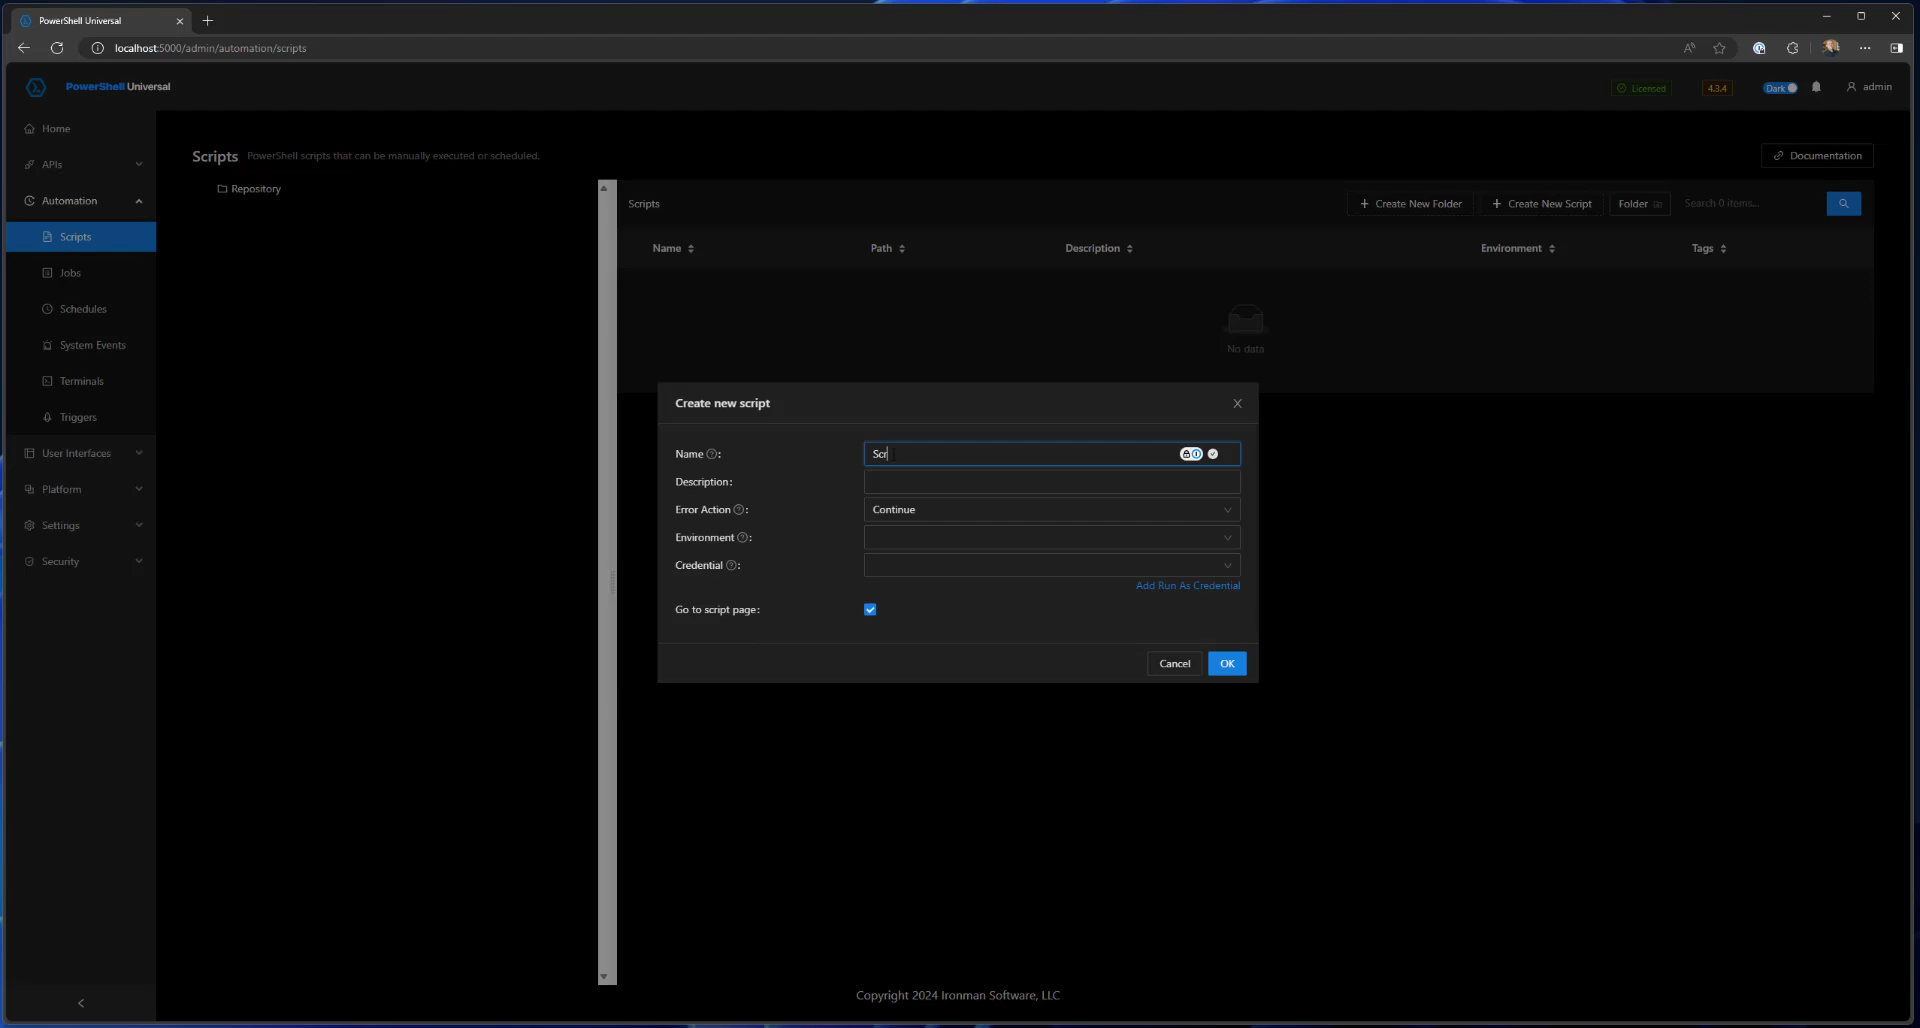 PowerShell Universal
localhost:5000/admin/automation/scripts
PowerShell Universal
Licensed
4.3.4
Dark
admin
Home
APIs
Automation
Scripts
Jobs
Schedules
System Events
Terminals
Triggers
User Interfaces
Platform
Settings
Security
Scripts PowerShell scripts that can be manually executed or scheduled.
Documentation
Repository
Scripts
Create New Folder
Create New Script
Folder
Search 0 items...
Name
Path
Description
Environment
Tags
No data
Create new script
Name :
Scr
Description:
Error Action :
Continue
Environment :
Credential :
Add Run As Credential
Go to script page:
Cancel
OK
Copyright 2024 Ironman Software, LLC